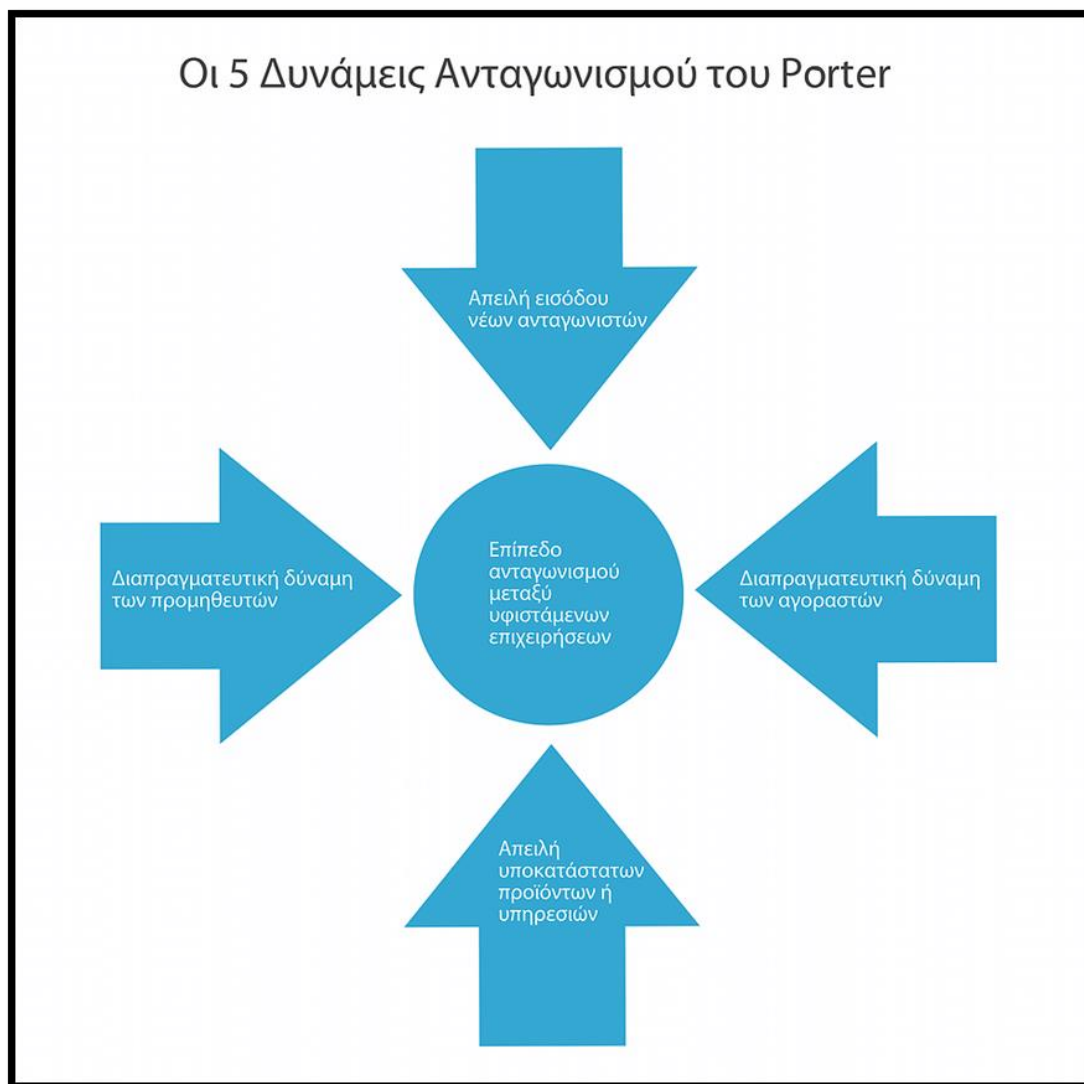 Οι 5 Δυνάμεις Ανταγωνισμού του Porter
Απειλή εισόδου
νέων ανταγωνιστών
Διαπραγματευτική δύναμη
των προμηθευτών
Επίπεδο
ανταγωνισμού
μεταξύ
υφιστάμενων
επιχειρήσεων
Διαπραγματευτική δύναμη
των αγοραστών
Απειλή
υποκατάστατων
προϊόντων ή
υπηρεσιών